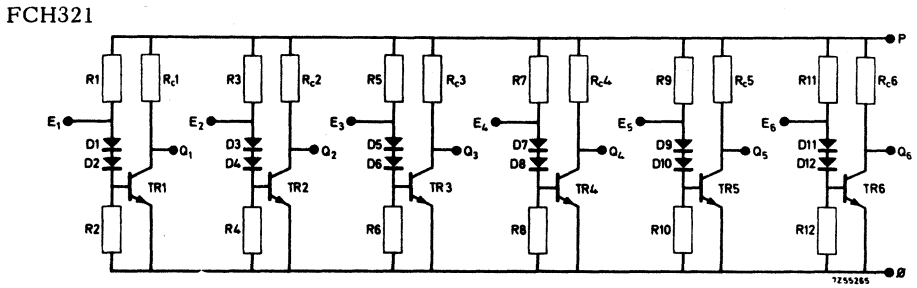 FCH321
P
R1 Rc1 R3 Rc2 R5 Rc3 R7 Rc4 R9 Rc5 R11 Rc6
E1 E2 E3 E4 E5 E6
D1 D3 D5 D7 D9 D11
Q1 Q2 Q3 Q4 Q5 Q6
D2 D4 D6 D8 D10 D12
TR1 TR2 TR3 TR4 TR5 TR6
R2 R4 R6 R8 R10 R12
Ø
7Z55265